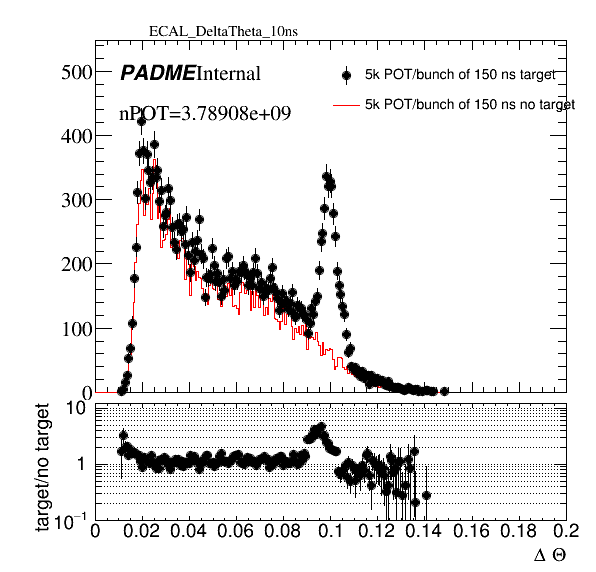 ECAL_DeltaTheta_10ns
PADME Internal
nPOT=3.78908e+09
5k POT/bunch of 150 ns target
5k POT/bunch of 150 ns no target
500
400
300
200
100
0
target/no target
10
1
10−1
0 0.02 0.04 0.06 0.08 0.1 0.12 0.14 0.16 0.18 0.2
Δ Θ